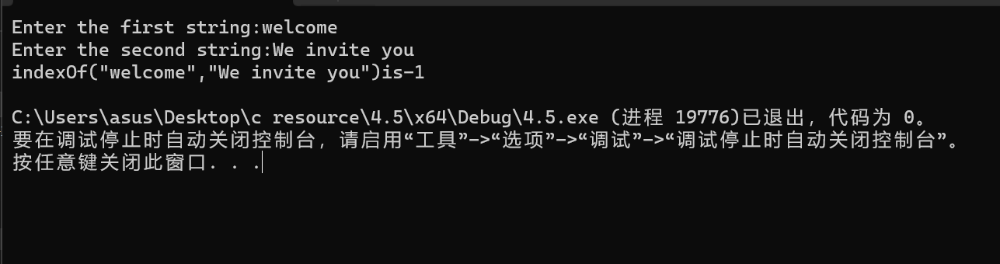 Enter the first string:welcome
Enter the second string:We invite you
indexOf("welcome","We invite you")is-1
C:\Users\asus\Desktop\c resource\4.5\x64\Debug\4.5.exe (进程 19776)已退出，代码为 0。
要在调试停止时自动关闭控制台，请启用“工具”->“选项”->“调试”->“调试停止时自动关闭控制台”。
按任意键关闭此窗口. . .